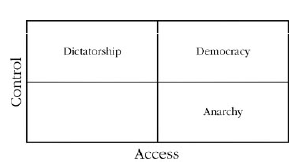 Dictatorship
Democracy
Control
Anarchy
Access